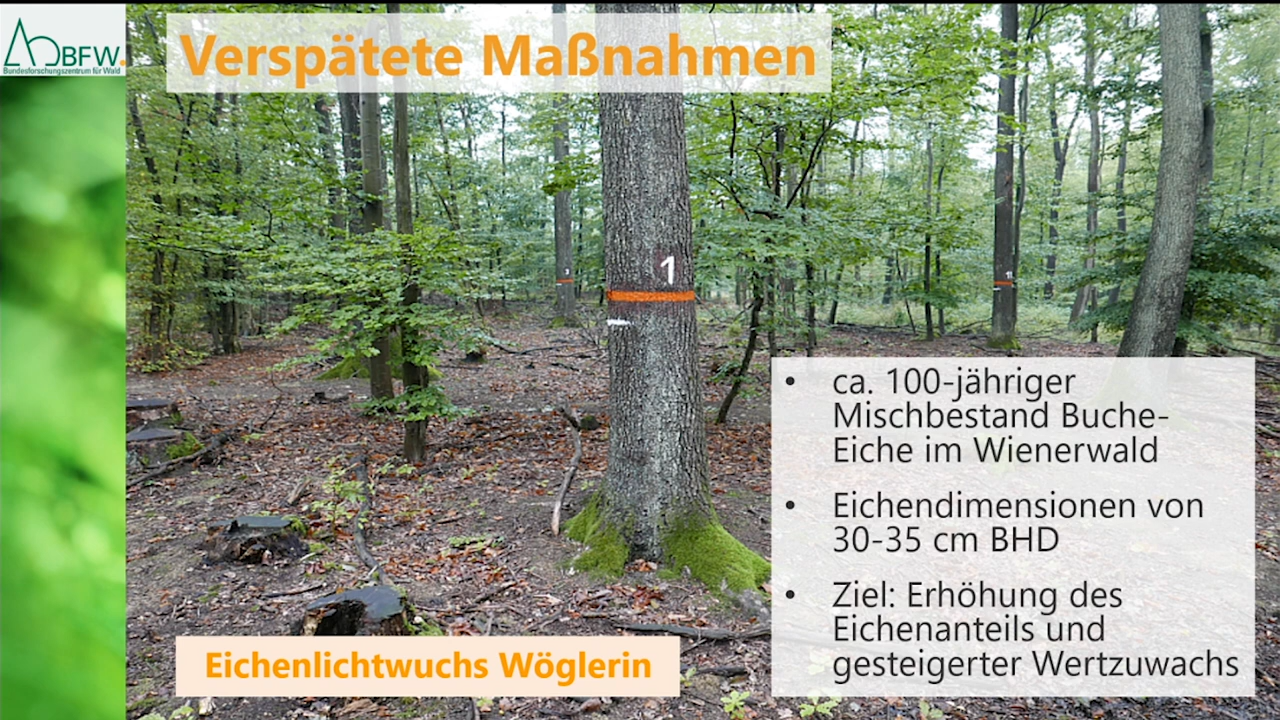 BFW.
Bundesforschungszentrum für Wald
Verspätete Maßnahmen
1
• ca. 100-jähriger
Mischbestand Buche-
Eiche im Wienerwald
• Eichendimensionen von
30-35 cm BHD
• Ziel: Erhöhung des
Eichenanteils und
gesteigerter Wertzuwachs
Eichenlichtwuchs Wöglerin